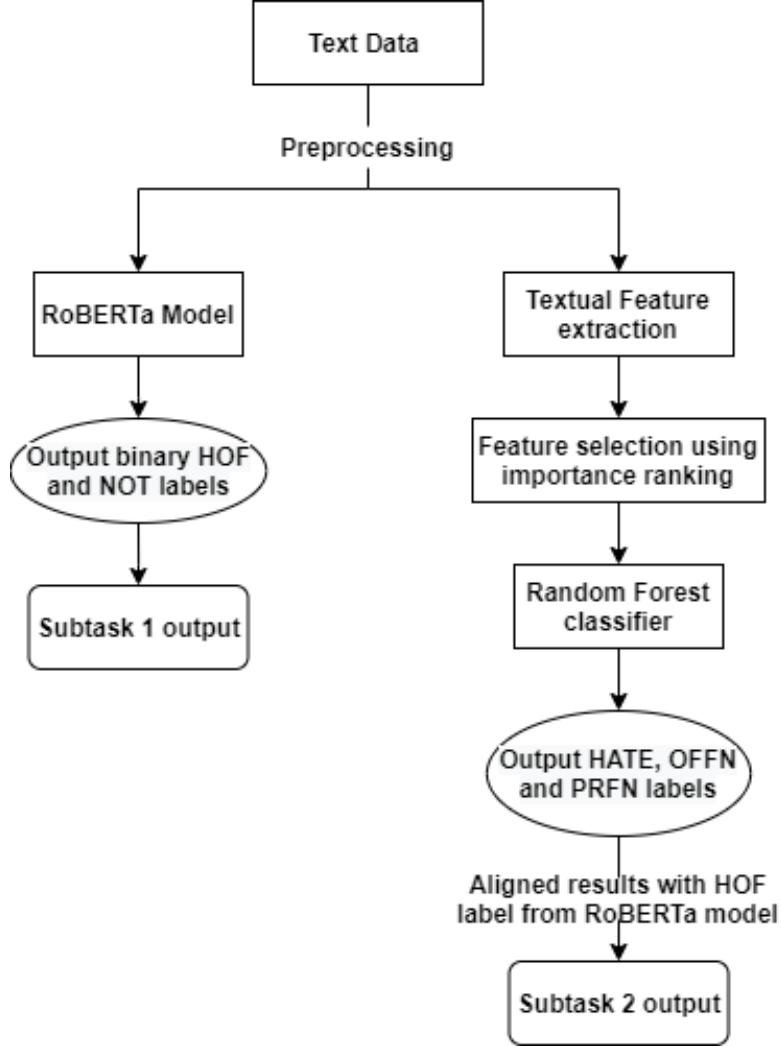 Text Data
Preprocessing
RoBERTa Model
Output binary HOF
and NOT labels
Subtask 1 output
Textual Feature
extraction
Feature selection using
importance ranking
Random Forest
classifier
Output HATE, OFFN
and PRFN labels
Aligned results with HOF
label from RoBERTa model
Subtask 2 output